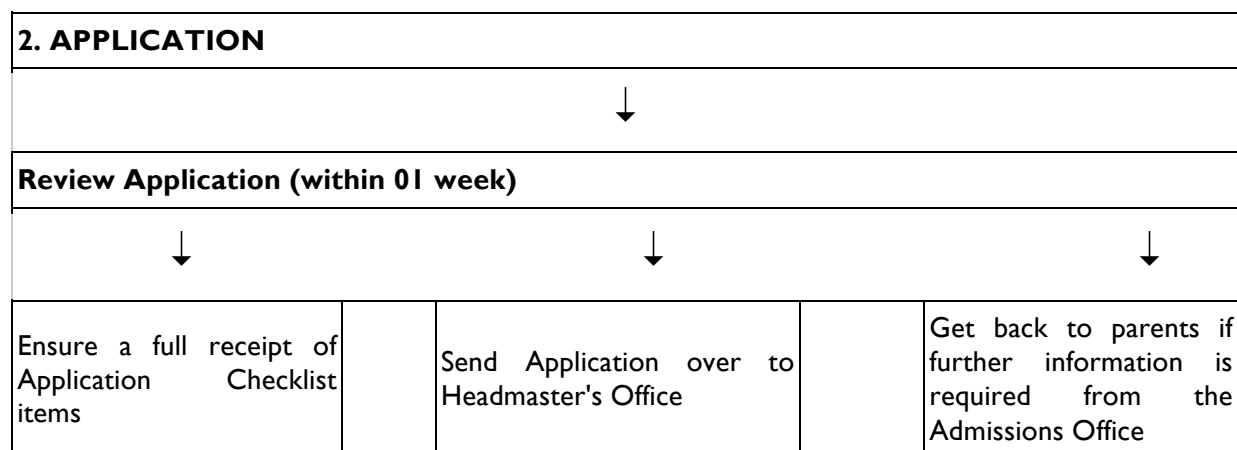 2. APPLICATION
↓
Review Application (within 01 week)
↓ ↓ ↓
Ensure a full receipt of
Application Checklist
items
Send Application over to
Headmaster's Office
Get back to parents if
further information is
required from the
Admissions Office